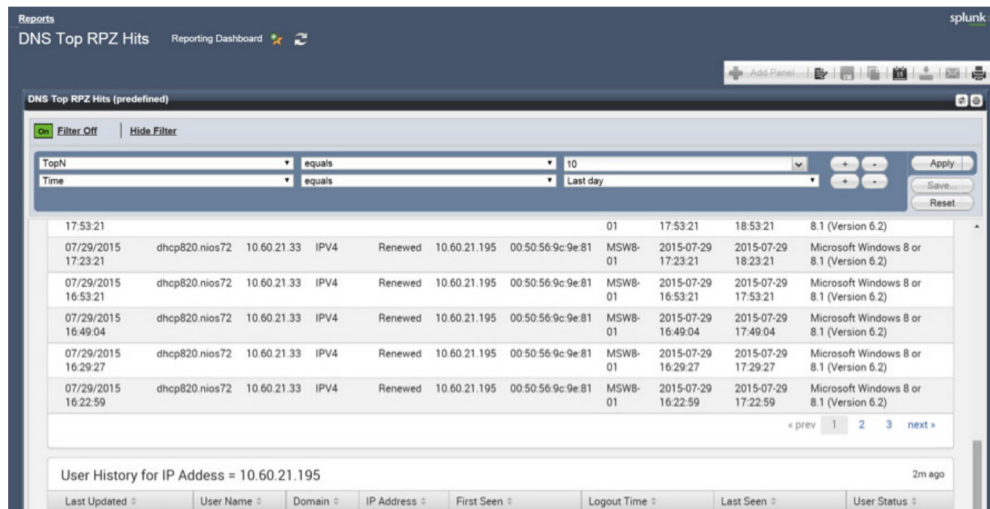 Reports
splunk
DNS Top RPZ Hits Reporting Dashboard
Add Panel
DNS Top RPZ Hits (predefined)
On Filter Off | Hide Filter
TopN equals 10 + - Apply
Time equals Last day + - Save...
Reset
17:53:21 01 17:53:21 18:53:21 8.1 (Version 6.2)
07/29/2015 dhcp820.nios72 10.60.21.33 IPV4 Renewed 10.60.21.195 00:50:56:9c:9e:81 MSW8- 2015-07-29 2015-07-29 Microsoft Windows 8 or
17:23:21 01 17:23:21 18:23:21 8.1 (Version 6.2)
07/29/2015 dhcp820.nios72 10.60.21.33 IPV4 Renewed 10.60.21.195 00:50:56:9c:9e:81 MSW8- 2015-07-29 2015-07-29 Microsoft Windows 8 or
16:53:21 01 16:53:21 17:53:21 8.1 (Version 6.2)
07/29/2015 dhcp820.nios72 10.60.21.33 IPV4 Renewed 10.60.21.195 00:50:56:9c:9e:81 MSW8- 2015-07-29 2015-07-29 Microsoft Windows 8 or
16:49:04 01 16:49:04 17:49:04 8.1 (Version 6.2)
07/29/2015 dhcp820.nios72 10.60.21.33 IPV4 Renewed 10.60.21.195 00:50:56:9c:9e:81 MSW8- 2015-07-29 2015-07-29 Microsoft Windows 8 or
16:29:27 01 16:29:27 17:29:27 8.1 (Version 6.2)
07/29/2015 dhcp820.nios72 10.60.21.33 IPV4 Renewed 10.60.21.195 00:50:56:9c:9e:81 MSW8- 2015-07-29 2015-07-29 Microsoft Windows 8 or
16:22:59 01 16:22:59 17:22:59 8.1 (Version 6.2)
« prev 1 2 3 next »
User History for IP Addess = 10.60.21.195 2m ago
Last Updated User Name Domain IP Address First Seen Logout Time Last Seen User Status